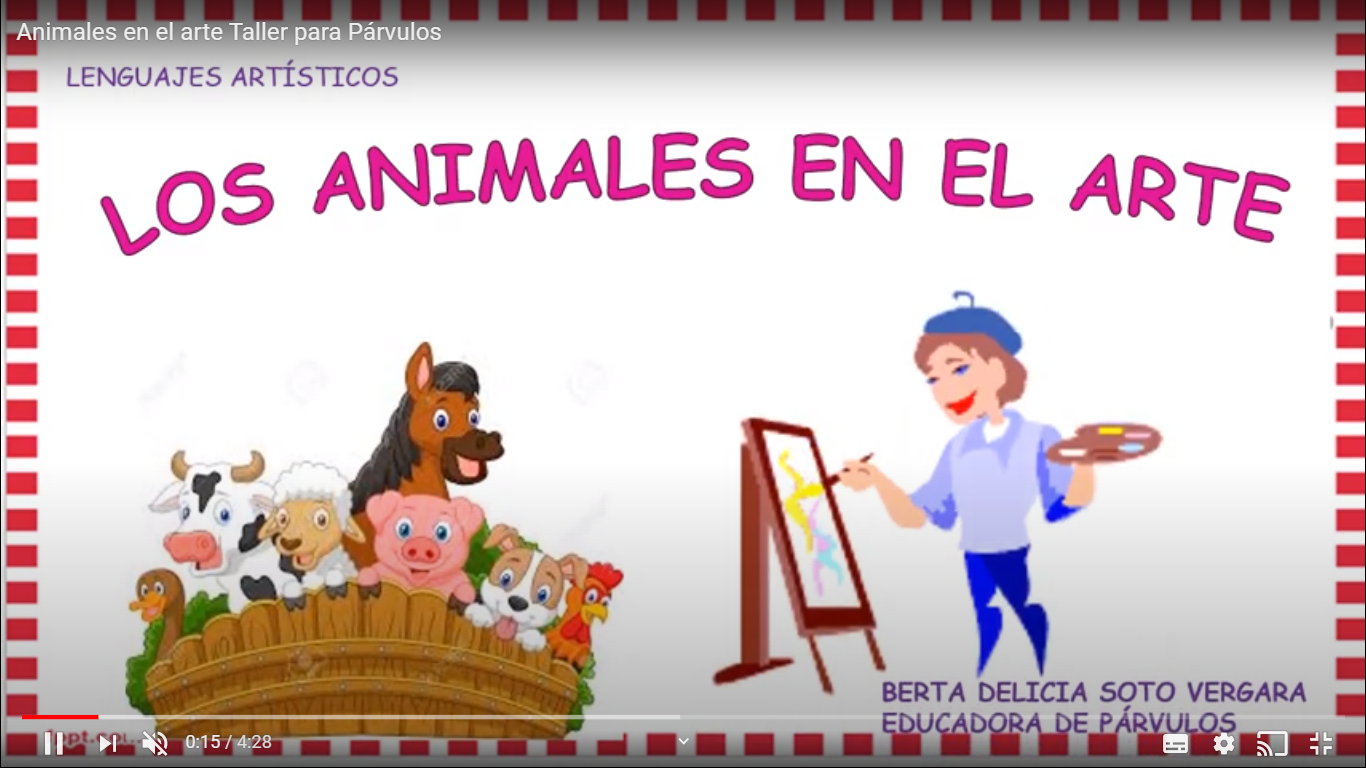 Animales en el arte Taller para Párvulos
LENGUAJES ARTÍSTICOS
LOS ANIMALES EN EL ARTE
BERTA DELICIA SOTO VERGARA
EDUCADORA DE PÁRVULOS
0:15 / 4:28